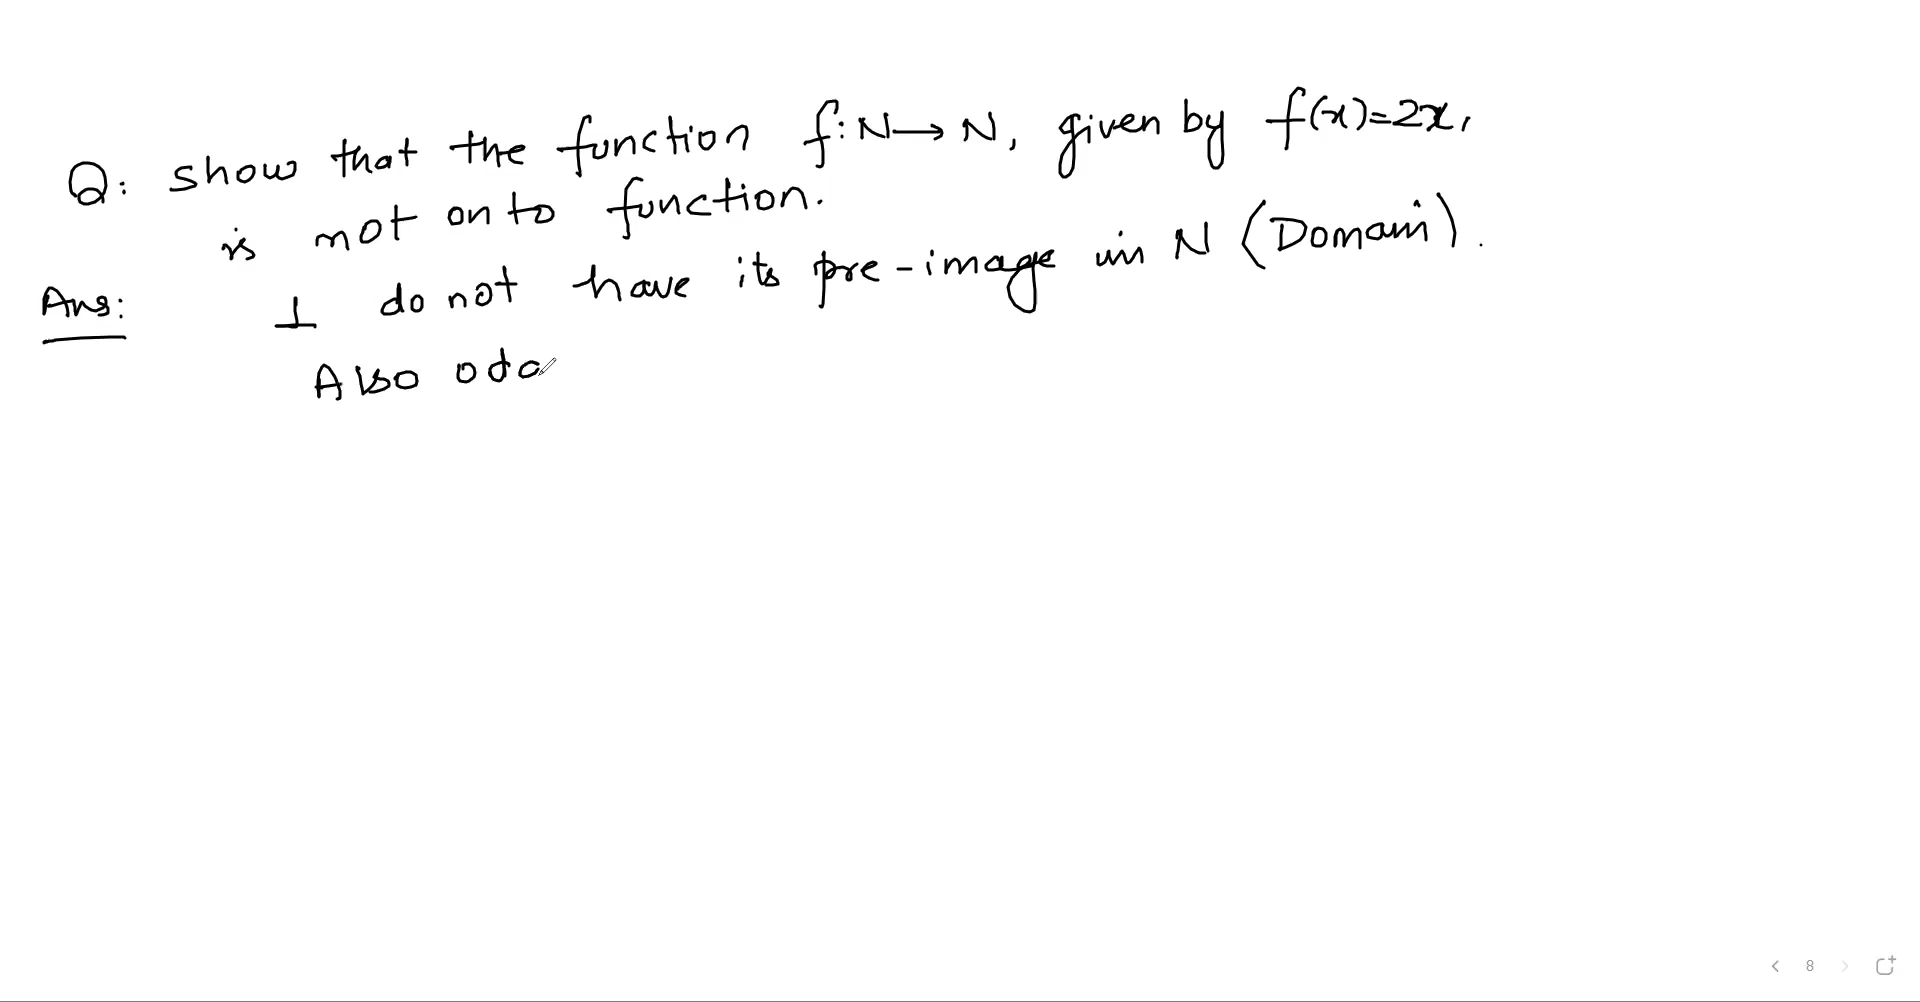 Q: show that the function f:N→N, given by f(x)=2x,
is not onto function.
Ans: 1 do not have its pre-image in N (Domain).
Also odd
8